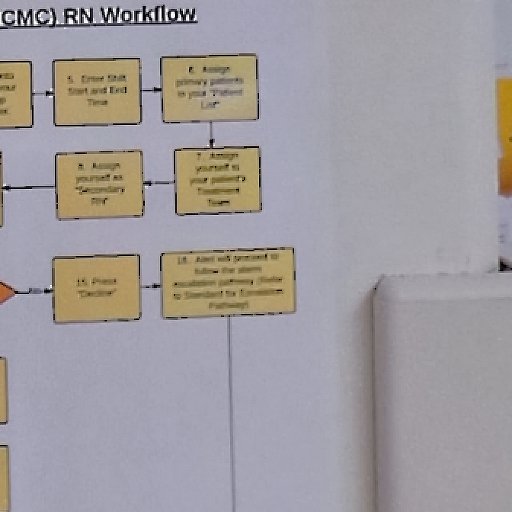 (CMC) RN Workflow
5. Enter Shift
Start and End
Time
6. Assign
primary patients
in your "Patient
List"
7. Assign
yourself to
your patient's
Treatment
Team
8. Assign
yourself as
"Secondary
RN"
15. Press
"Decline"
16. Alert will proceed to
follow the alarm
escalation pathway (Refer
to Standard for Escalation
Pathway)